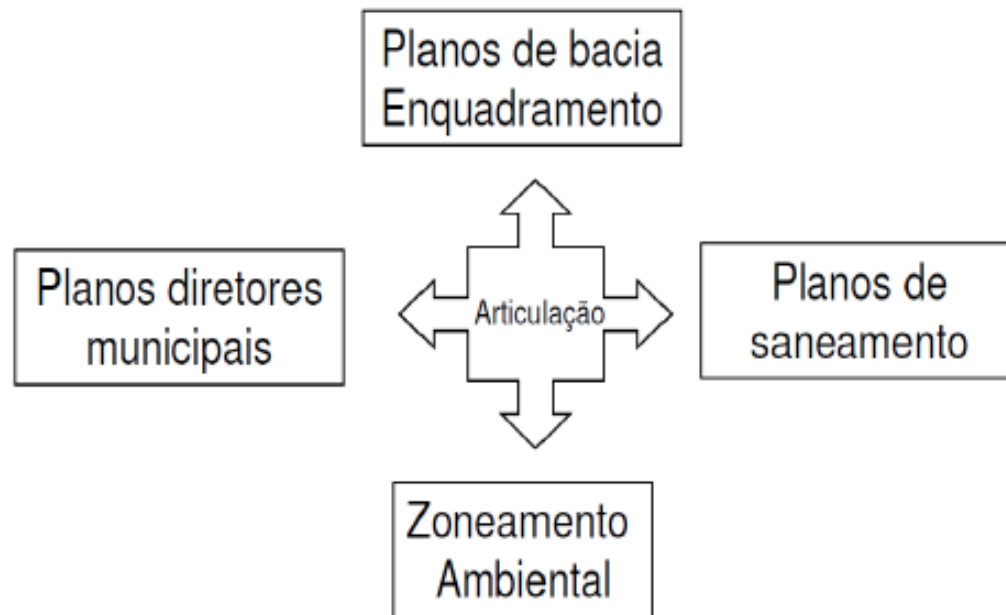 Planos de bacia
Enquadramento
Planos diretores
municipais
Articulação
Planos de
saneamento
Zoneamento
Ambiental